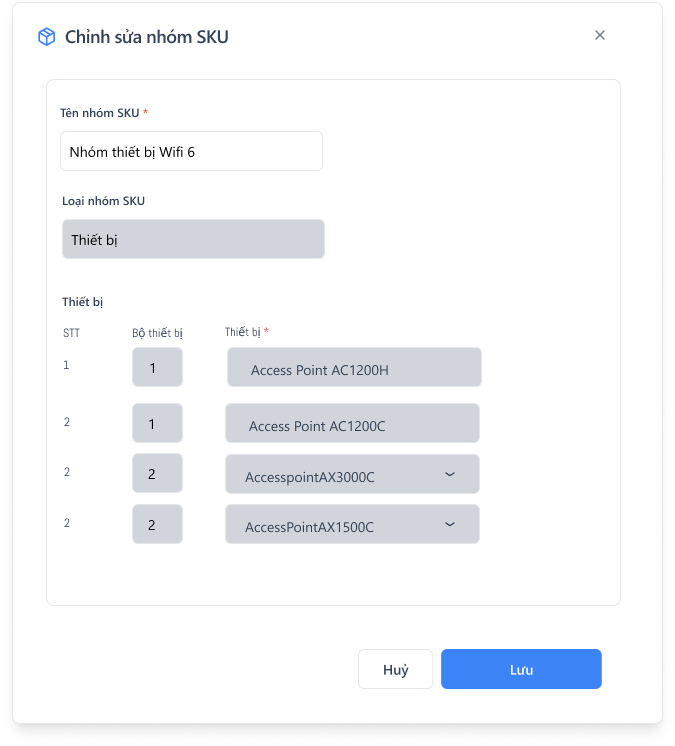 Chỉnh sửa nhóm SKU
Tên nhóm SKU *
Nhóm thiết bị Wifi 6
Loại nhóm SKU
Thiết bị
Thiết bị
STT Bộ thiết bị Thiết bị *
1 1 Access Point AC1200H
2 1 Access Point AC1200C
2 2 AccesspointAX3000C
2 2 AccessPointAX1500C
Huỷ Lưu